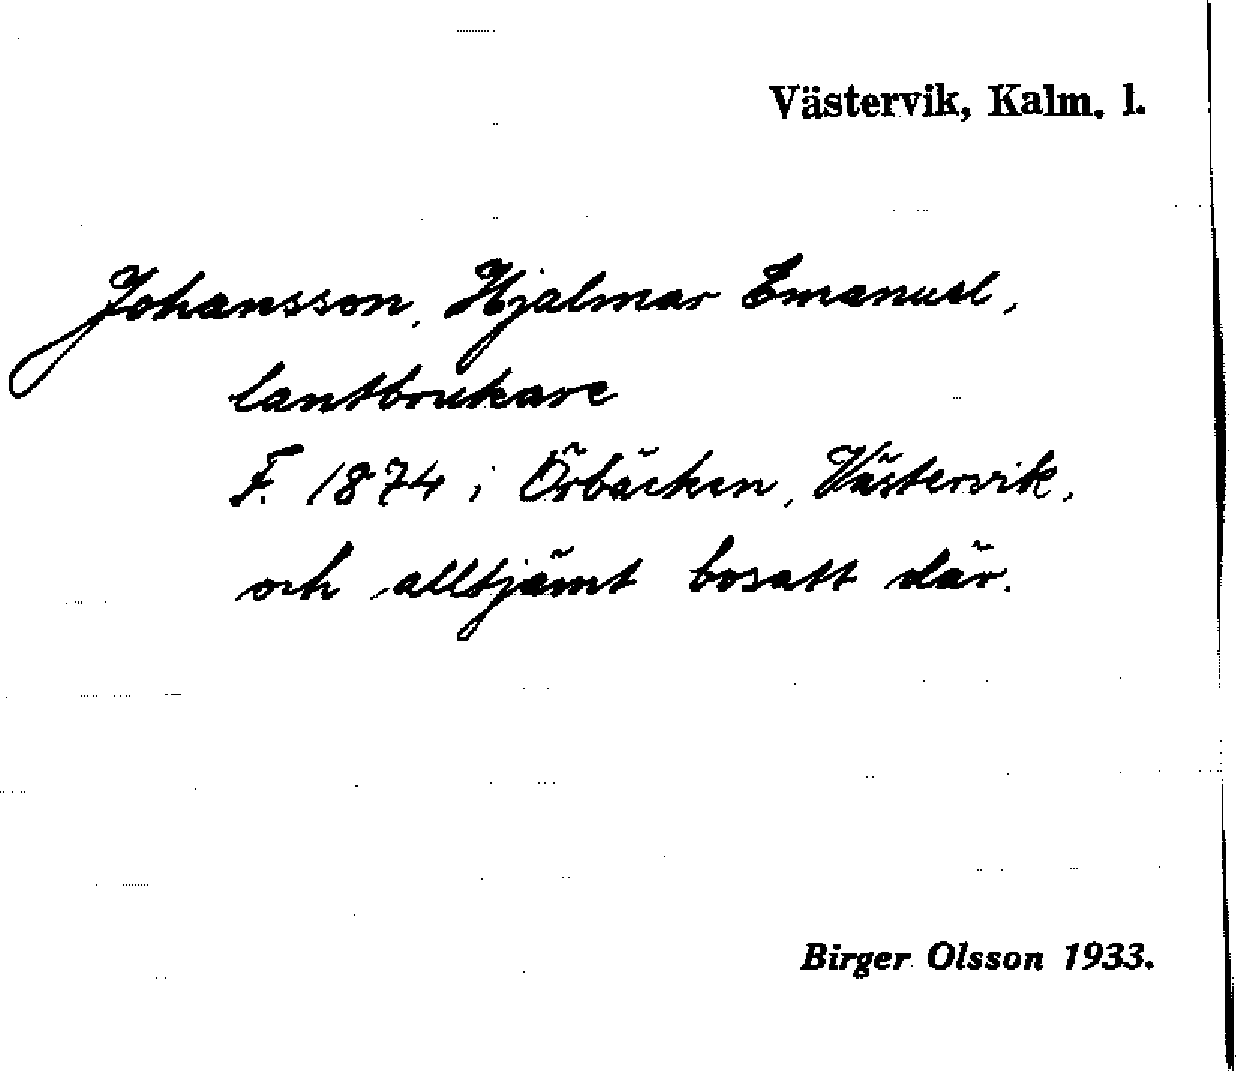 Västervik, Kalm. l.
Johansson, Hjalmar Emanuel,
lantbrukare
F. 1874 i Örbäcken, Västervik,
och alltjämt bosatt där.
Birger Olsson 1933.